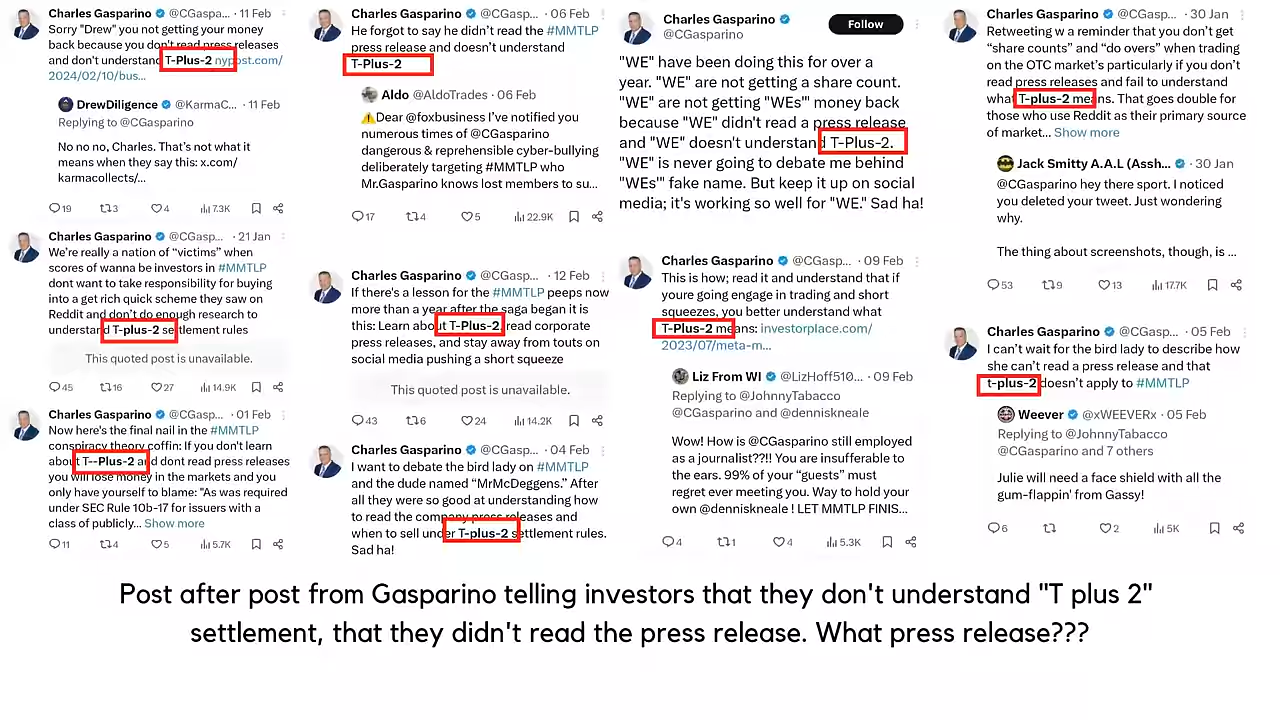 Charles Gasparino @CGaspa... · 11 Feb
Sorry "Drew" you not getting your money
back because you don't read press releases
and don't understand T-Plus-2 nypost.com/
2024/02/10/bus...
DrewDiligence @KarmaC... · 11 Feb
Replying to @CGasparino
No no no, Charles. That's not what it
means when they say this: x.com/
karmacollects/...
19 3 4 7.3K
Charles Gasparino @CGasp... · 21 Jan
We're really a nation of "victims" when
scores of wanna be investors in #MMTLP
dont want to take responsibility for buying
into a get rich quick scheme they saw on
Reddit and don't do enough research to
understand T-plus-2 settlement rules
This quoted post is unavailable.
45 16 27 14.9K
Charles Gasparino @CGasp... · 01 Feb
Now here's the final nail in the #MMTLP
conspiracy theory coffin: If you don't learn
about T--Plus-2 and dont read press releases
you will lose money in the markets and you
only have yourself to blame: "As was required
under SEC Rule 10b-17 for issuers with a
class of publicly... Show more
11 4 5 5.7K
Charles Gasparino @CGasp... · 06 Feb
He forgot to say he didn't read the #MMTLP
press release and doesn't understand
T-Plus-2
Aldo @AldoTrades · 06 Feb
⚠️Dear @foxbusiness I've notified you
numerous times of @CGasparino
dangerous & reprehensible cyber-bullying
deliberately targeting #MMTLP who
Mr.Gasparino knows lost members to su...
17 4 5 22.9K
Charles Gasparino @CGasp... · 12 Feb
If there's a lesson for the #MMTLP peeps now
more than a year after the saga began it is
this: Learn about T-Plus-2, read corporate
press releases, and stay away from touts on
social media pushing a short squeeze
This quoted post is unavailable.
43 6 24 14.2K
Charles Gasparino @CGasp... · 04 Feb
I want to debate the bird lady on #MMTLP
and the dude named "MrMcDeggens." After
all they were so good at understanding how
to read the company press releases and
when to sell under T-plus-2 settlement rules.
Sad ha!
Charles Gasparino
@CGasparino
Follow
"WE" have been doing this for over a
year. "WE" are not getting a share count.
"WE" are not getting "WEs'" money back
because "WE" didn't read a press release
and "WE" doesn't understand T-Plus-2.
"WE" is never going to debate me behind
"WEs'" fake name. But keep it up on social
media; it's working so well for "WE." Sad ha!
Charles Gasparino @CGasp... · 09 Feb
This is how; read it and understand that if
youre going engage in trading and short
squeezes, you better understand what
T-Plus-2 means: investorplace.com/
2023/07/meta-m...
Liz From WI @LizHoff510... · 09 Feb
Replying to @JohnnyTabacco
@CGasparino and @denniskneale
Wow! How is @CGasparino still employed
as a journalist??!! You are insufferable to
the ears. 99% of your "guests" must
regret ever meeting you. Way to hold your
own @denniskneale ! LET MMTLP FINIS...
4 1 4 5.3K
Charles Gasparino @CGasp... · 30 Jan
Retweeting w a reminder that you don't get
"share counts" and "do overs" when trading
on the OTC market's particularly if you don't
read press releases and fail to understand
what T-plus-2 means. That goes double for
those who use Reddit as their primary source
of market... Show more
Jack Smitty A.A.L (Assh... · 30 Jan
@CGasparino hey there sport. I noticed
you deleted your tweet. Just wondering
why.
The thing about screenshots, though, is ...
53 9 13 17.7K
Charles Gasparino @CGasp... · 05 Feb
I can't wait for the bird lady to describe how
she can't read a press release and that
t-plus-2 doesn't apply to #MMTLP
Weever @xWEEVERx · 05 Feb
Replying to @JohnnyTabacco
@CGasparino and 7 others
Julie will need a face shield with all the
gum-flappin' from Gassy!
6 2 5K
Post after post from Gasparino telling investors that they don't understand "T plus 2"
settlement, that they didn't read the press release. What press release???